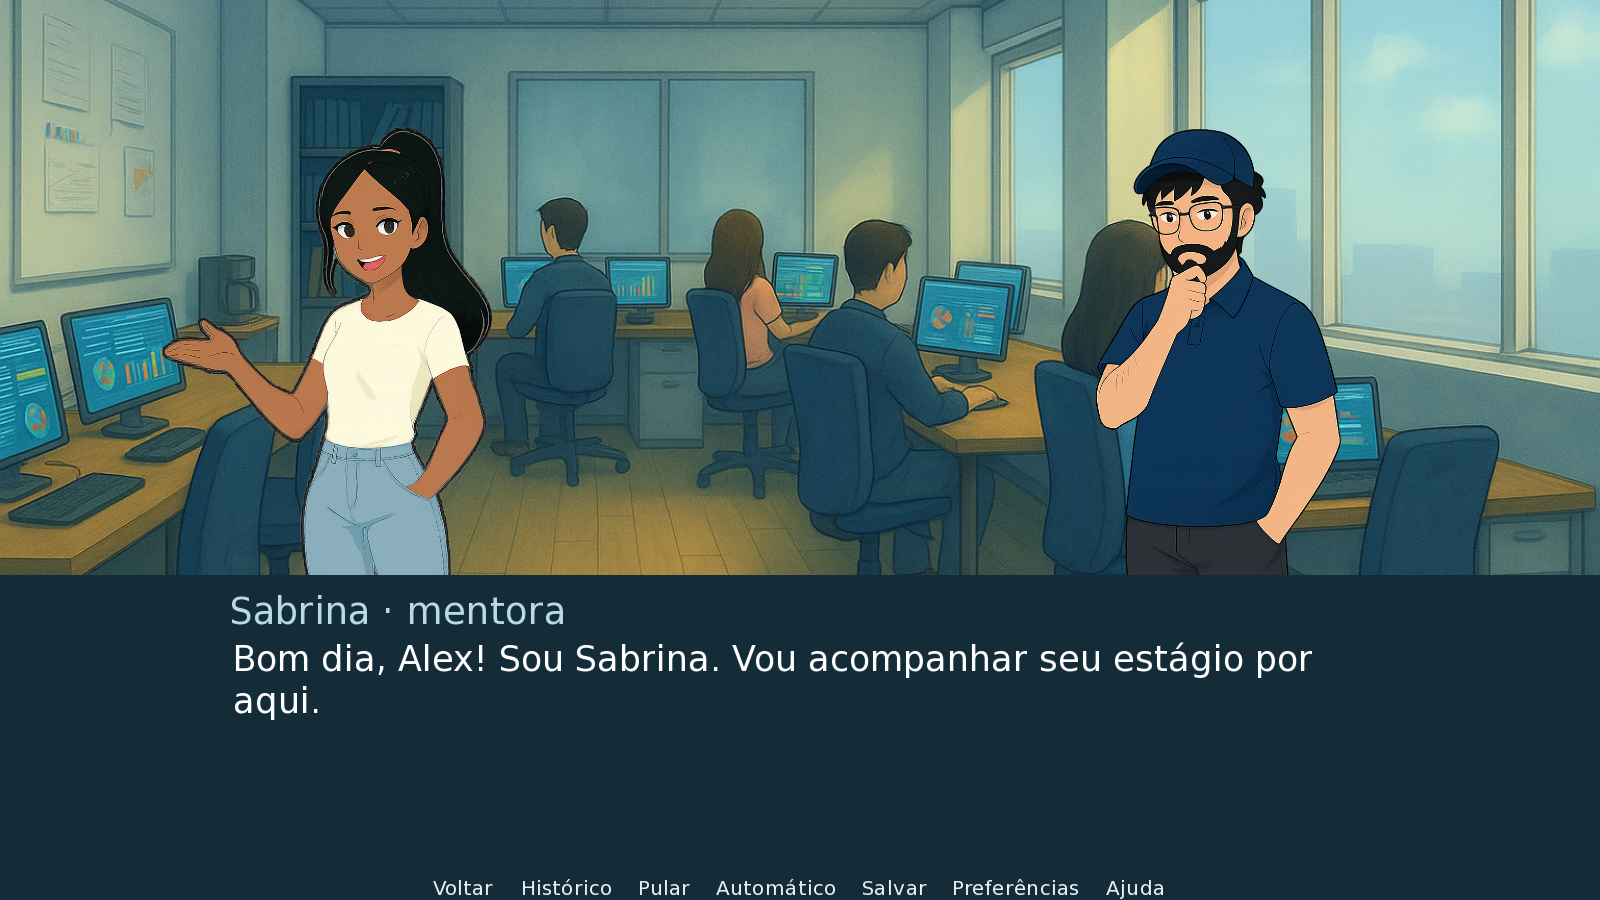 Sabrina · mentora
Bom dia, Alex! Sou Sabrina. Vou acompanhar seu estágio por
aqui.
Voltar Histórico Pular Automático Salvar Preferências Ajuda